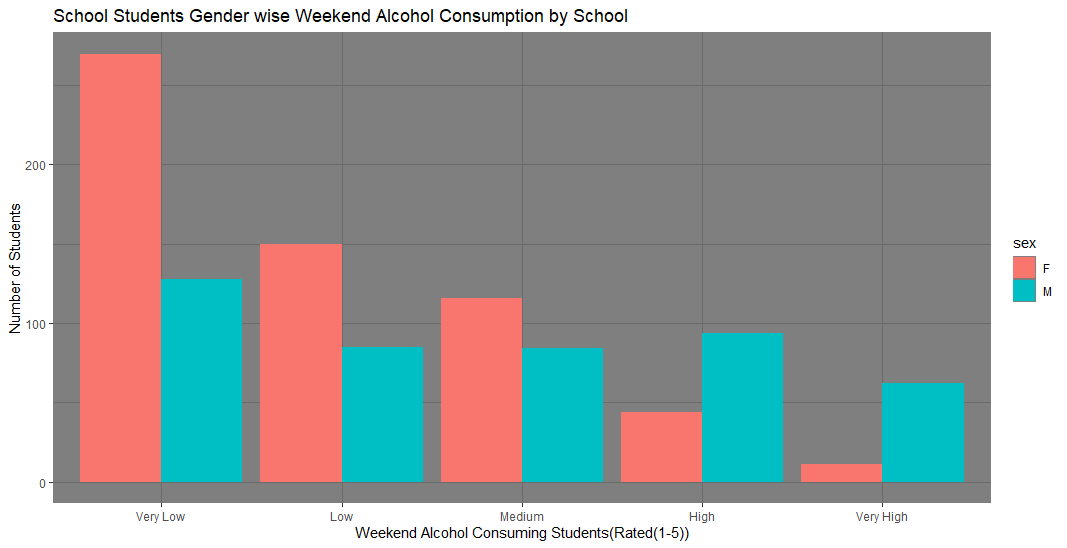 School Students Gender wise Weekend Alcohol Consumption by School
Number of Students
200
100
0
Very Low
Low
Medium
High
Very High
Weekend Alcohol Consuming Students(Rated(1-5))
sex
F
M